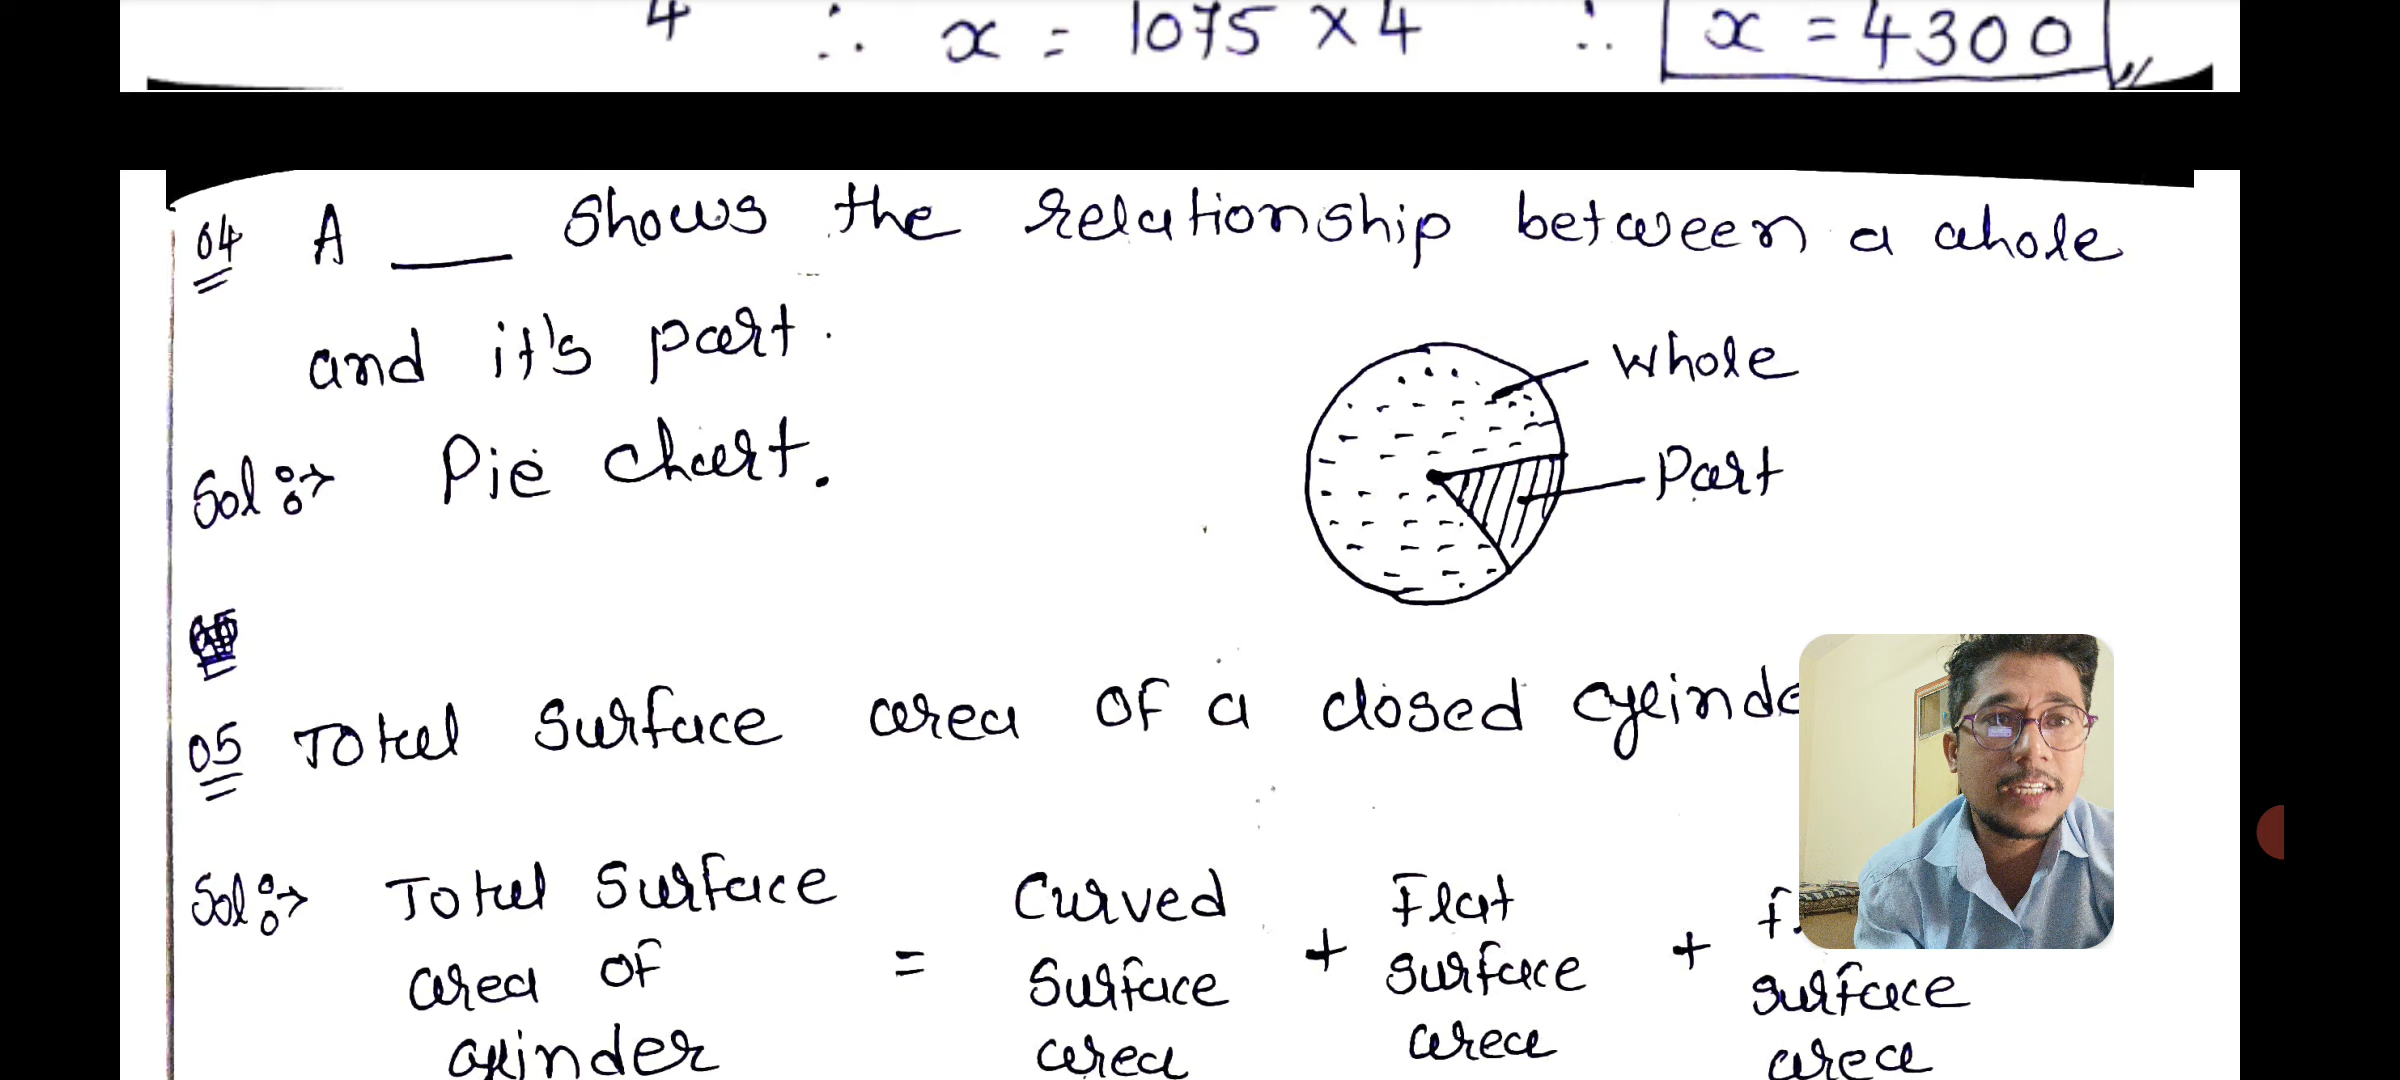 4 ∴ x = 1075 × 4 ∴ x = 4300
04 A ___ shows the relationship between a whole
and it's part.
Whole
Part
Sol :→ Pie chart.
05 Total surface area of a closed cylinde
Sol :→ Total surface = Curved + Flat + f
area of surface surface surface
cylinder area area area